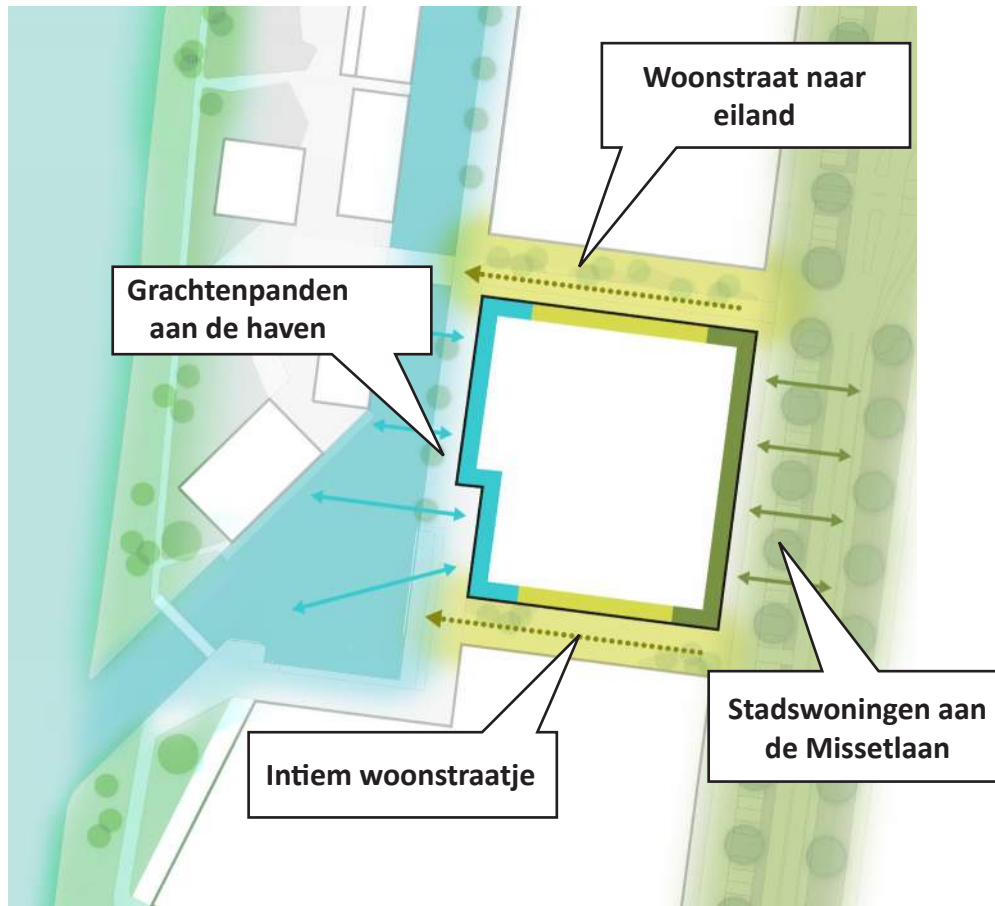 Woonstraat naar
eiland
Grachtenpanden
aan de haven
Stadswoningen aan
de Missetlaan
Intiem woonstraatje